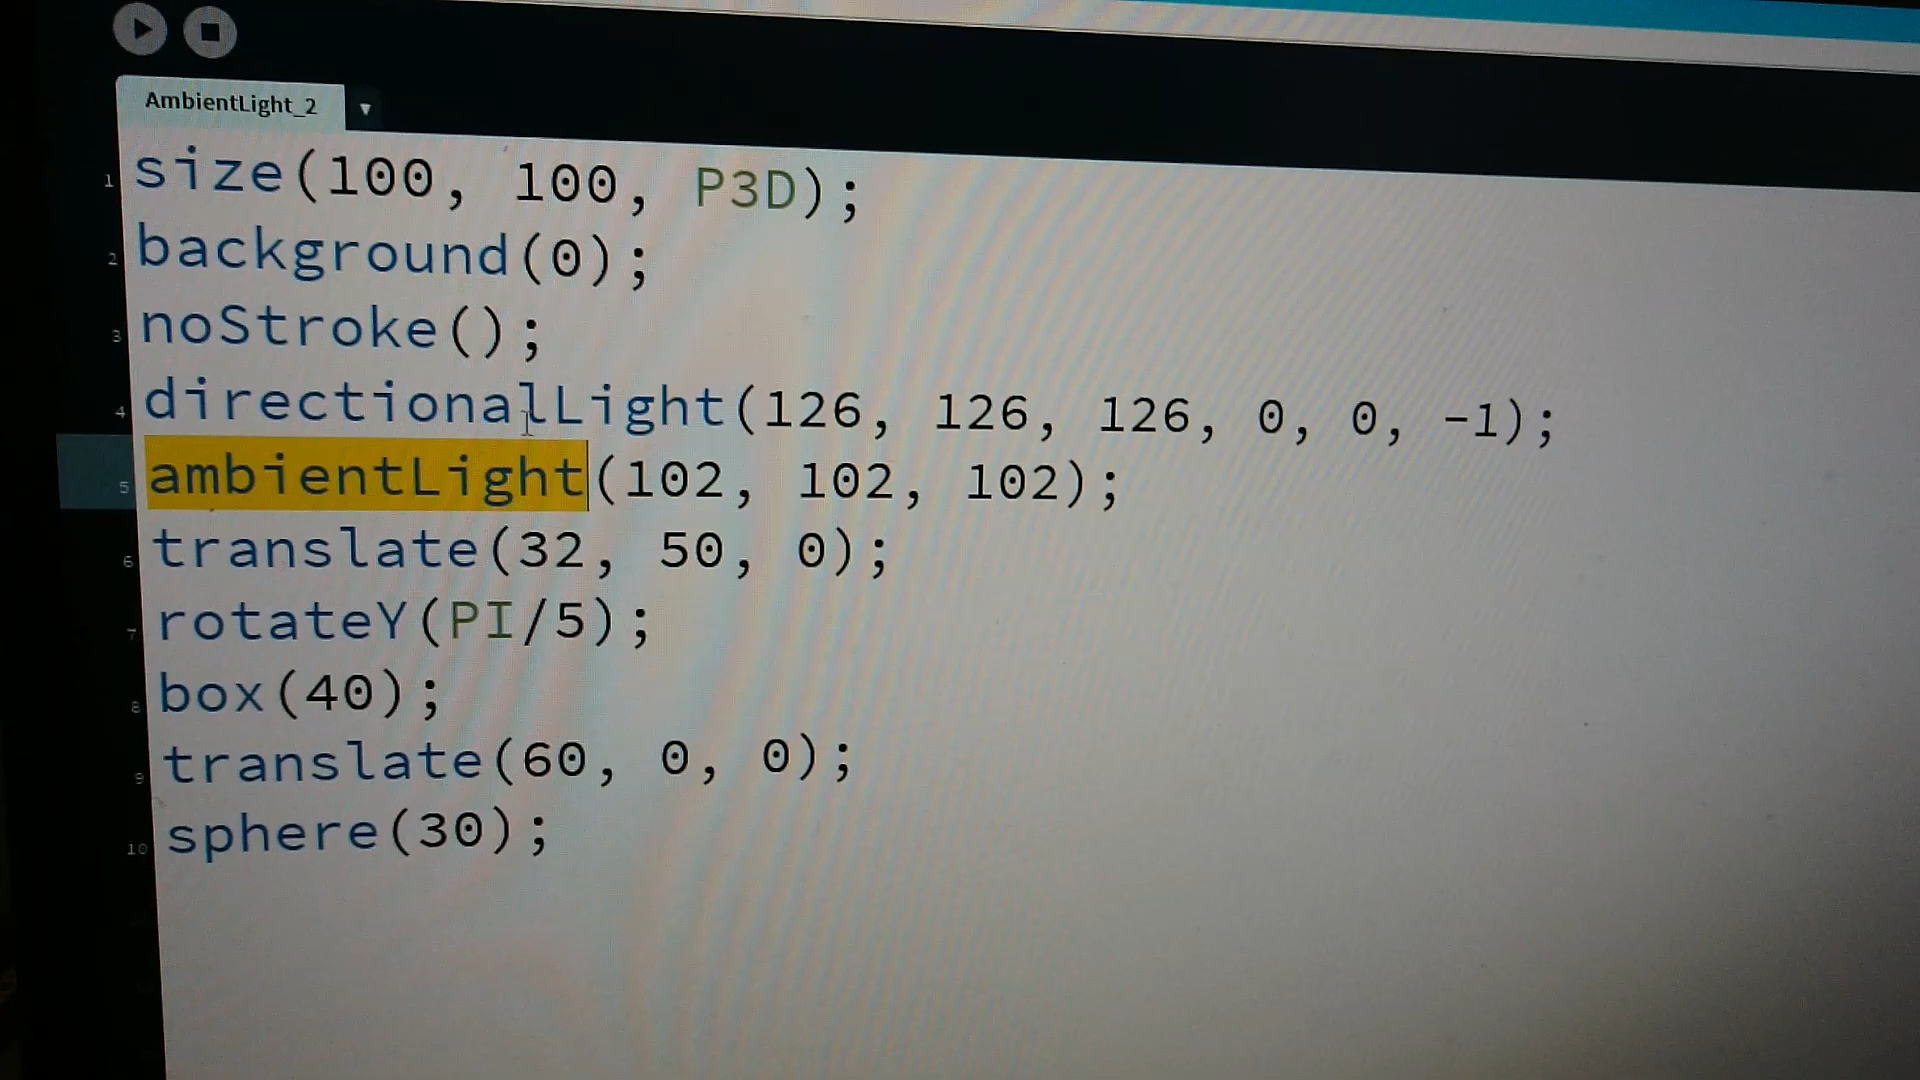 AmbientLight_2
1 size(100, 100, P3D);
2 background(0);
3 noStroke();
4 directionalLight(126, 126, 126, 0, 0, -1);
5 ambientLight(102, 102, 102);
6 translate(32, 50, 0);
7 rotateY(PI/5);
8 box(40);
9 translate(60, 0, 0);
10 sphere(30);